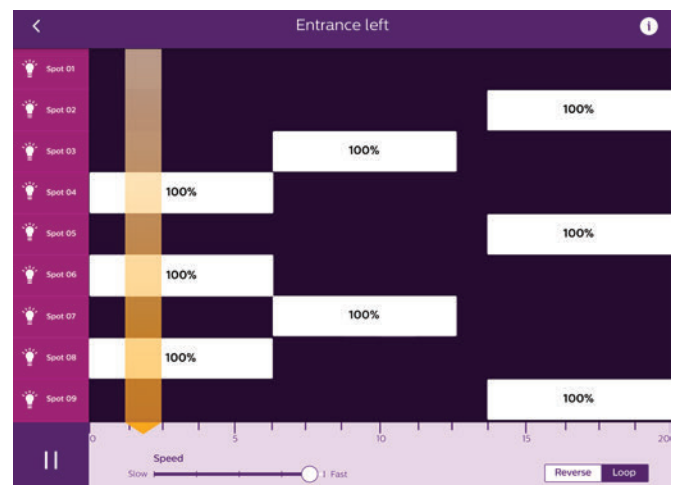 Entrance left
i
Spot 01
Spot 02 100%
Spot 03 100%
Spot 04 100%
Spot 05 100%
Spot 06 100%
Spot 07 100%
Spot 08 100%
Spot 09 100%
0 5 10 15 20
Speed
Slow 1 Fast
Reverse Loop